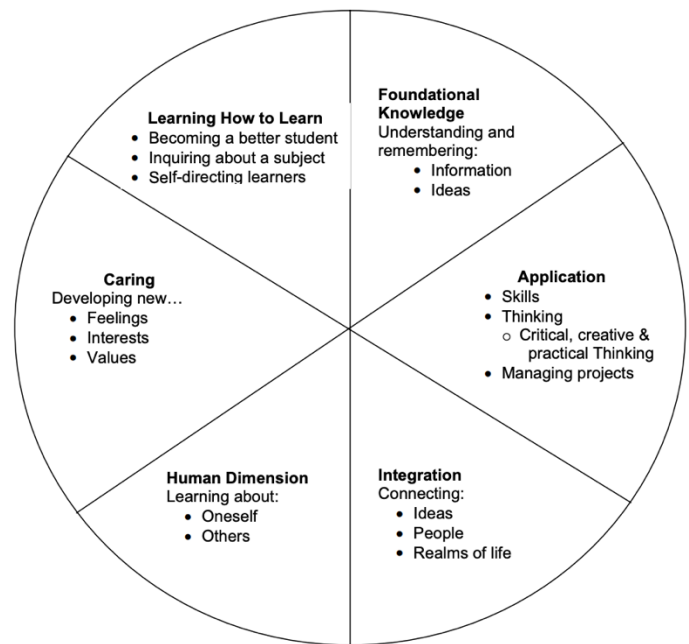 Learning How to Learn
• Becoming a better student
• Inquiring about a subject
• Self-directing learners
Foundational
Knowledge
Understanding and
remembering:
• Information
• Ideas
Caring
Developing new…
• Feelings
• Interests
• Values
Application
• Skills
• Thinking
o Critical, creative &
practical Thinking
• Managing projects
Human Dimension
Learning about:
• Oneself
• Others
Integration
Connecting:
• Ideas
• People
• Realms of life